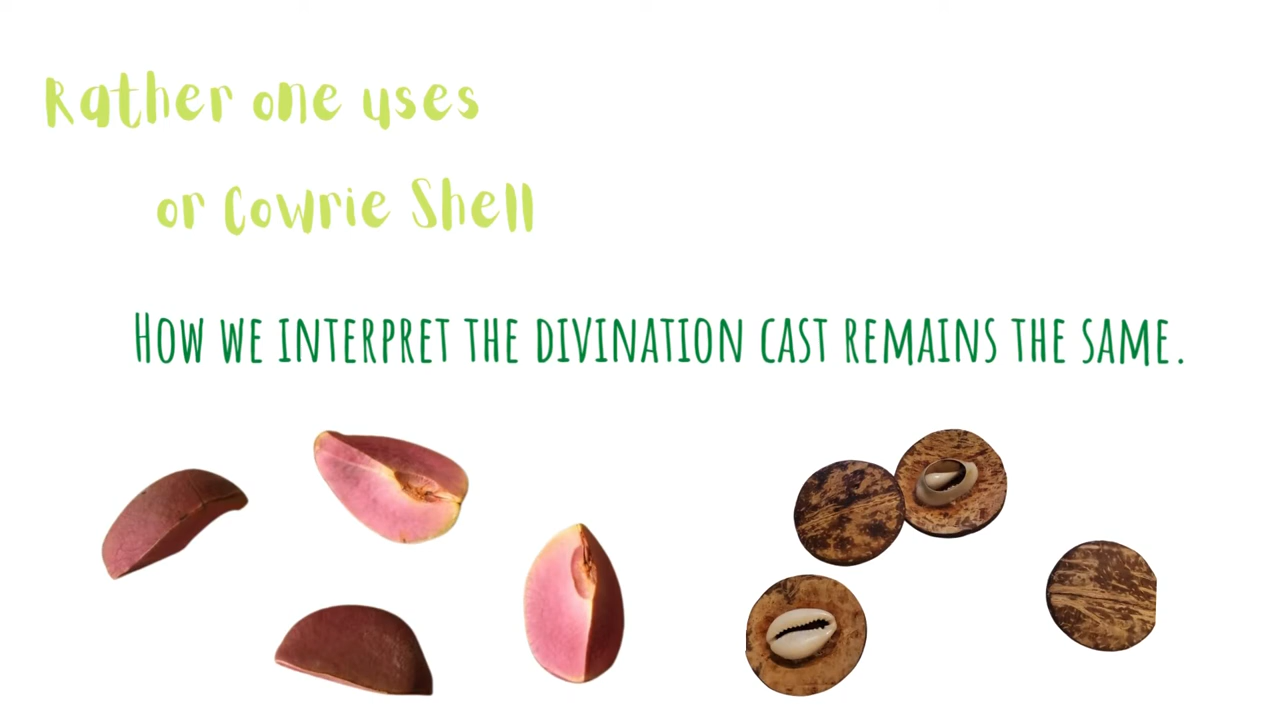 Rather one uses
or Cowrie Shell
How we interpret the divination cast remains the same.